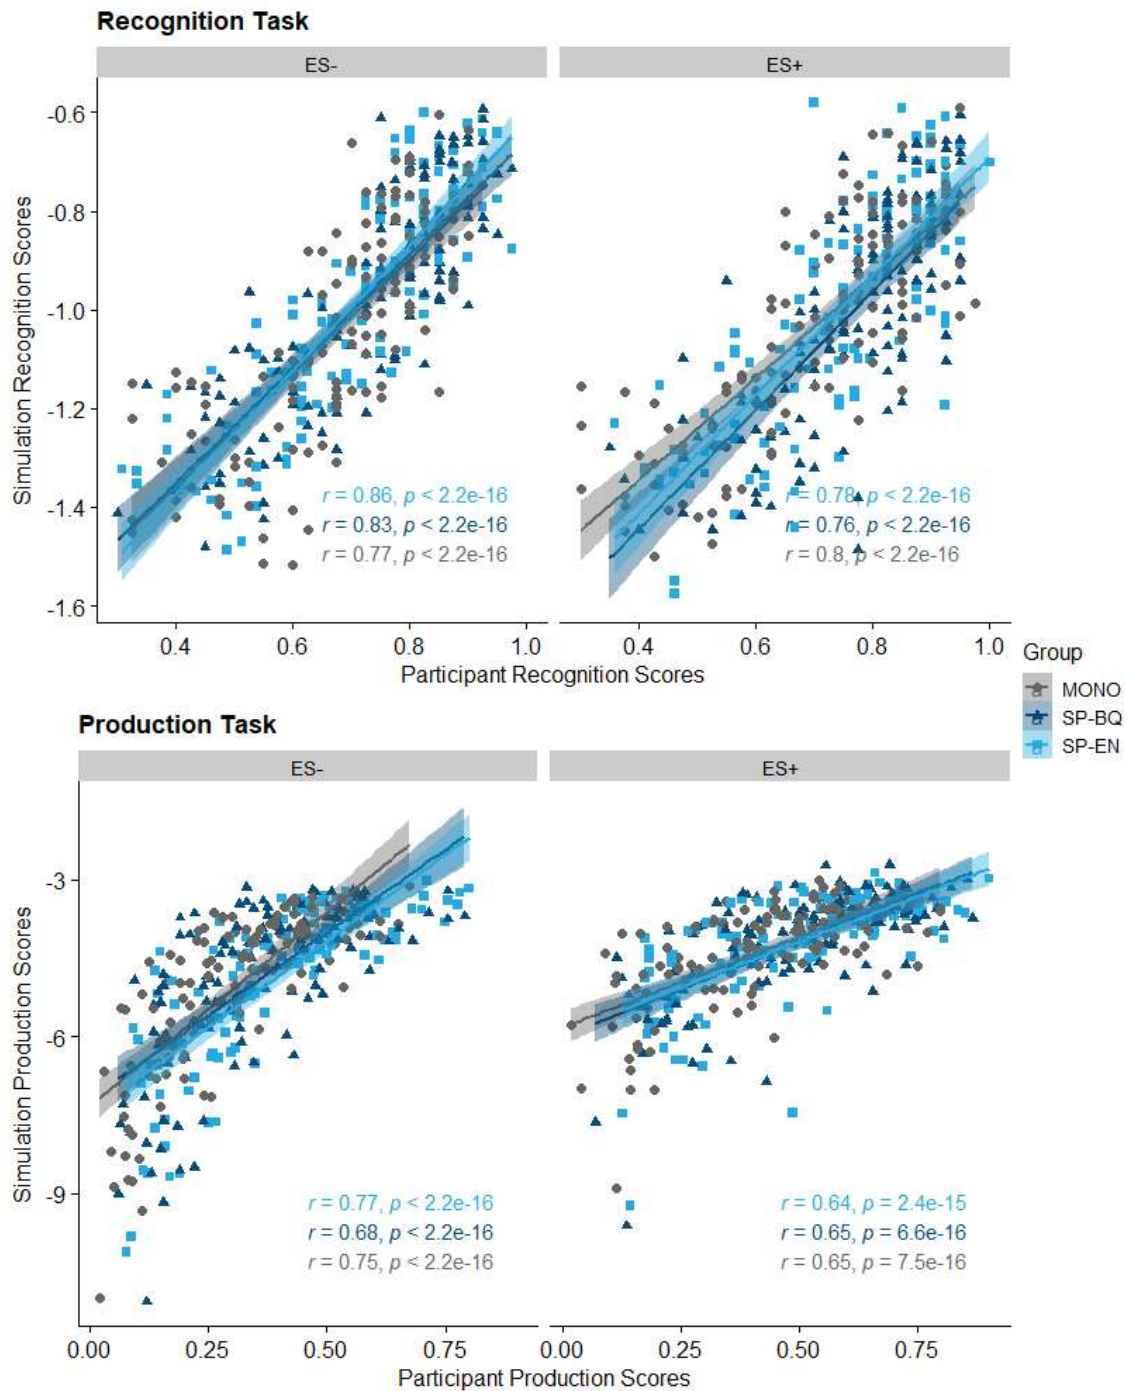 Recognition Task
ES-
ES+
Simulation Recognition Scores
-0.6
-0.8
-1.0
-1.2
-1.4
-1.6
r = 0.86, p < 2.2e-16
r = 0.83, p < 2.2e-16
r = 0.77, p < 2.2e-16
r = 0.78, p < 2.2e-16
r = 0.76, p < 2.2e-16
r = 0.8, p < 2.2e-16
0.4 0.6 0.8 1.0
0.4 0.6 0.8 1.0
Participant Recognition Scores
Group
MONO
SP-BQ
SP-EN
Production Task
ES-
ES+
Simulation Production Scores
-3
-6
-9
r = 0.77, p < 2.2e-16
r = 0.68, p < 2.2e-16
r = 0.75, p < 2.2e-16
r = 0.64, p = 2.4e-15
r = 0.65, p = 6.6e-16
r = 0.65, p = 7.5e-16
0.00 0.25 0.50 0.75
0.00 0.25 0.50 0.75
Participant Production Scores